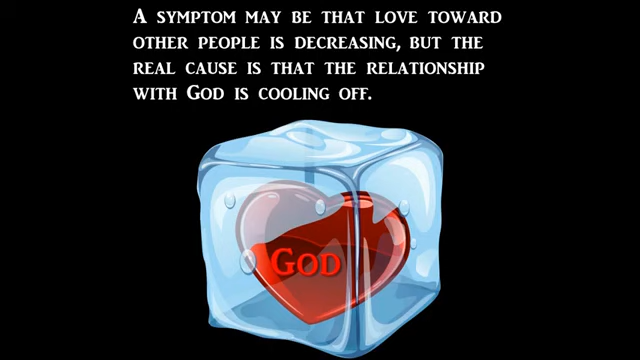 A symptom may be that love toward
other people is decreasing, but the
real cause is that the relationship
with God is cooling off.
God